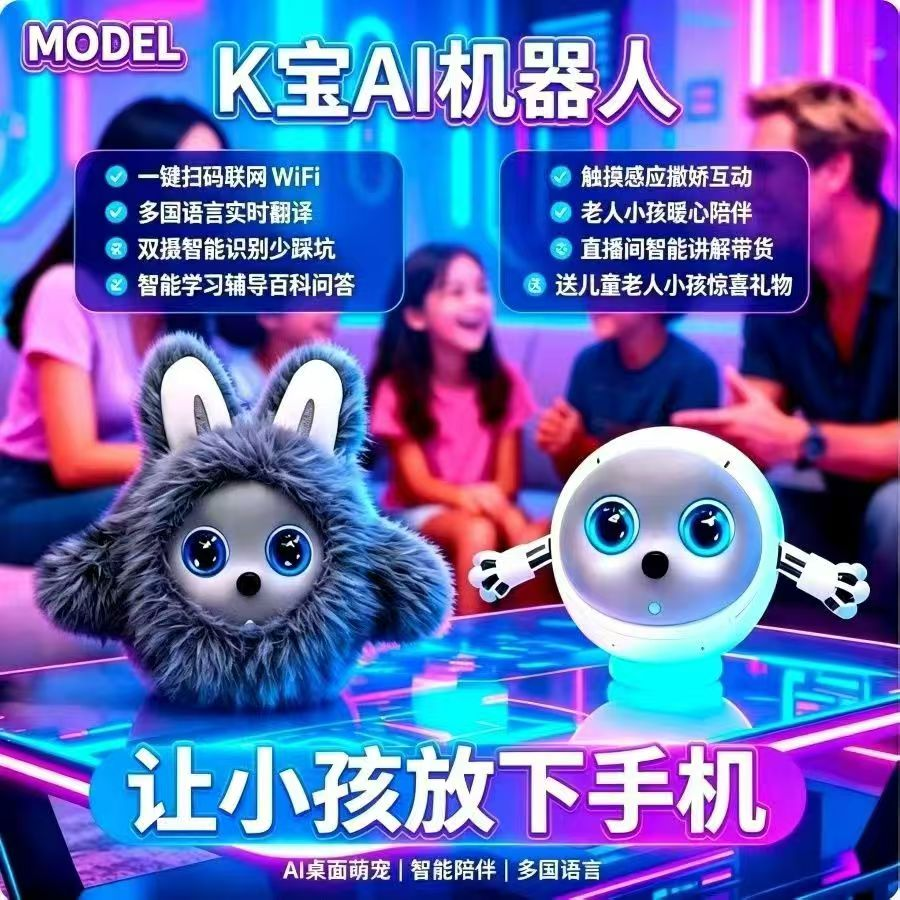 MODEL
K宝AI机器人
一键扫码联网 WiFi
多国语言实时翻译
双摄智能识别少踩坑
智能学习辅导百科问答
触摸感应撒娇互动
老人小孩暖心陪伴
直播间智能讲解带货
送儿童老人小孩惊喜礼物
让小孩放下手机
AI桌面萌宠 | 智能陪伴 | 多国语言